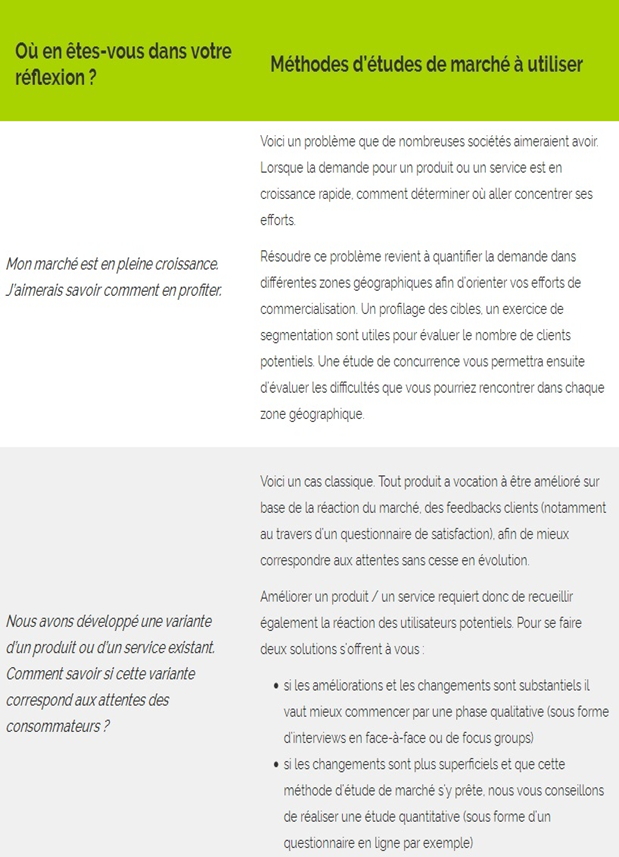 Où en êtes-vous dans votre
réflexion ?
Méthodes d'études de marché à utiliser
Mon marché est en pleine croissance.
J'aimerais savoir comment en profiter.
Voici un problème que de nombreuses sociétés aimeraient avoir.
Lorsque la demande pour un produit ou un service est en
croissance rapide, comment déterminer où aller concentrer ses
efforts.
Résoudre ce problème revient à quantifier la demande dans
différentes zones géographiques afin d'orienter vos efforts de
commercialisation. Un profilage des cibles, un exercice de
segmentation sont utiles pour évaluer le nombre de clients
potentiels. Une étude de concurrence vous permettra ensuite
d'évaluer les difficultés que vous pourriez rencontrer dans chaque
zone géographique.
Nous avons développé une variante
d'un produit ou d'un service existant.
Comment savoir si cette variante
correspond aux attentes des
consommateurs ?
Voici un cas classique. Tout produit a vocation à être amélioré sur
base de la réaction du marché, des feedbacks clients (notamment
au travers d'un questionnaire de satisfaction), afin de mieux
correspondre aux attentes sans cesse en évolution.
Améliorer un produit / un service requiert donc de recueillir
également la réaction des utilisateurs potentiels. Pour se faire
deux solutions s'offrent à vous :
• si les améliorations et les changements sont substantiels il
vaut mieux commencer par une phase qualitative (sous forme
d'interviews en face-à-face ou de focus groups)
• si les changements sont plus superficiels et que cette
méthode d'étude de marché s'y prête, nous vous conseillons
de réaliser une étude quantitative (sous forme d'un
questionnaire en ligne par exemple)